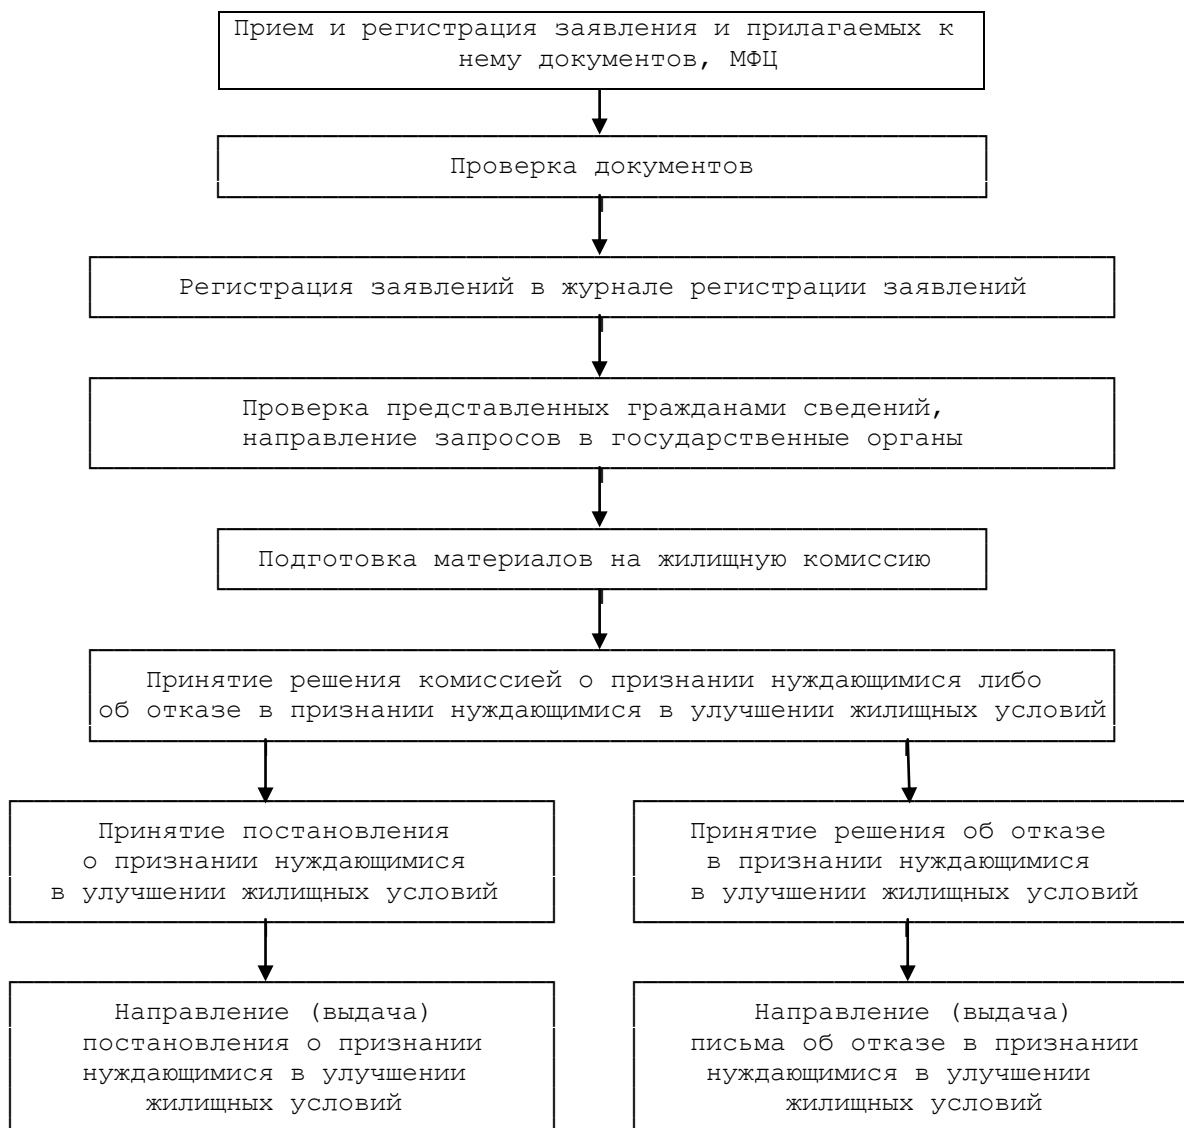 Прием и регистрация заявления и прилагаемых к
нему документов, МФЦ
Проверка документов
Регистрация заявлений в журнале регистрации заявлений
Проверка представленных гражданами сведений,
направление запросов в государственные органы
Подготовка материалов на жилищную комиссию
Принятие решения комиссией о признании нуждающимися либо
об отказе в признании нуждающимися в улучшении жилищных условий
Принятие постановления
о признании нуждающимися
в улучшении жилищных условий
Принятие решения об отказе
в признании нуждающимися
в улучшении жилищных условий
Направление (выдача)
постановления о признании
нуждающимися в улучшении
жилищных условий
Направление (выдача)
письма об отказе в признании
нуждающимися в улучшении
жилищных условий